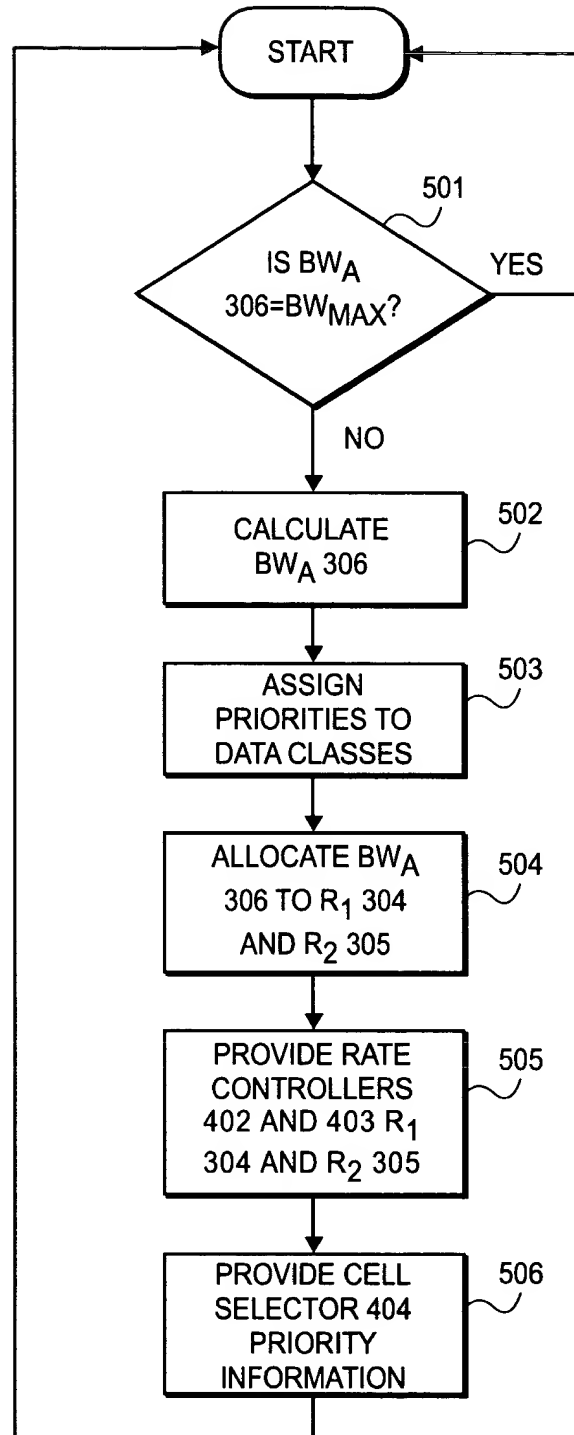 START
501
IS BWA
306=BWMAX?
YES
NO
502
CALCULATE
BWA 306
503
ASSIGN
PRIORITIES TO
DATA CLASSES
504
ALLOCATE BWA
306 TO R1 304
AND R2 305
505
PROVIDE RATE
CONTROLLERS
402 AND 403 R1
304 AND R2 305
506
PROVIDE CELL
SELECTOR 404
PRIORITY
INFORMATION